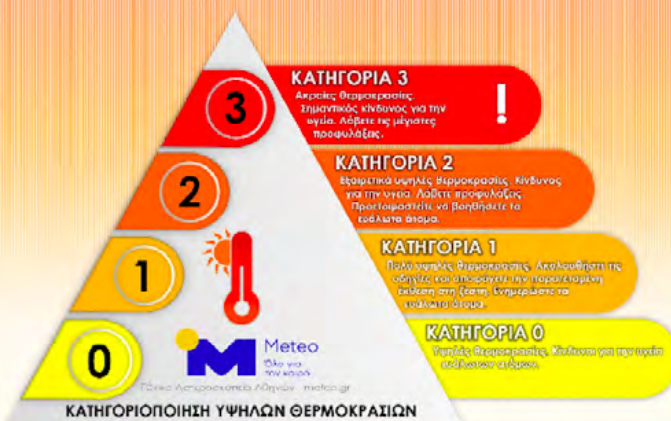 3
ΚΑΤΗΓΟΡΙΑ 3
Ακραίες θερμοκρασίες.
Σημαντικός κίνδυνος για την
υγεία. Λάβετε τις μέγιστες
προφυλάξεις.
!
2
ΚΑΤΗΓΟΡΙΑ 2
Εξαιρετικά υψηλές θερμοκρασίες. Κίνδυνος
για την υγεία. Λάβετε προφυλάξεις.
Προετοιμαστείτε να βοηθήσετε τα
ευάλωτα άτομα.
1
ΚΑΤΗΓΟΡΙΑ 1
Πολύ υψηλές θερμοκρασίες. Ακολουθήστε τις
οδηγίες και αποφύγετε την παρατεταμένη
έκθεση στη ζέστη. Ενημερώστε τα
ευάλωτα άτομα.
0
ΚΑΤΗΓΟΡΙΑ 0
Υψηλές θερμοκρασίες. Κίνδυνοι για την υγεία
ευάλωτων ατόμων.
Meteo
Όλα για
τον καιρό
Αστεροσκοπείο Αθηνών - meteo.gr
ΚΑΤΗΓΟΡΙΟΠΟΙΗΣΗ ΥΨΗΛΩΝ ΘΕΡΜΟΚΡΑΣΙΩΝ